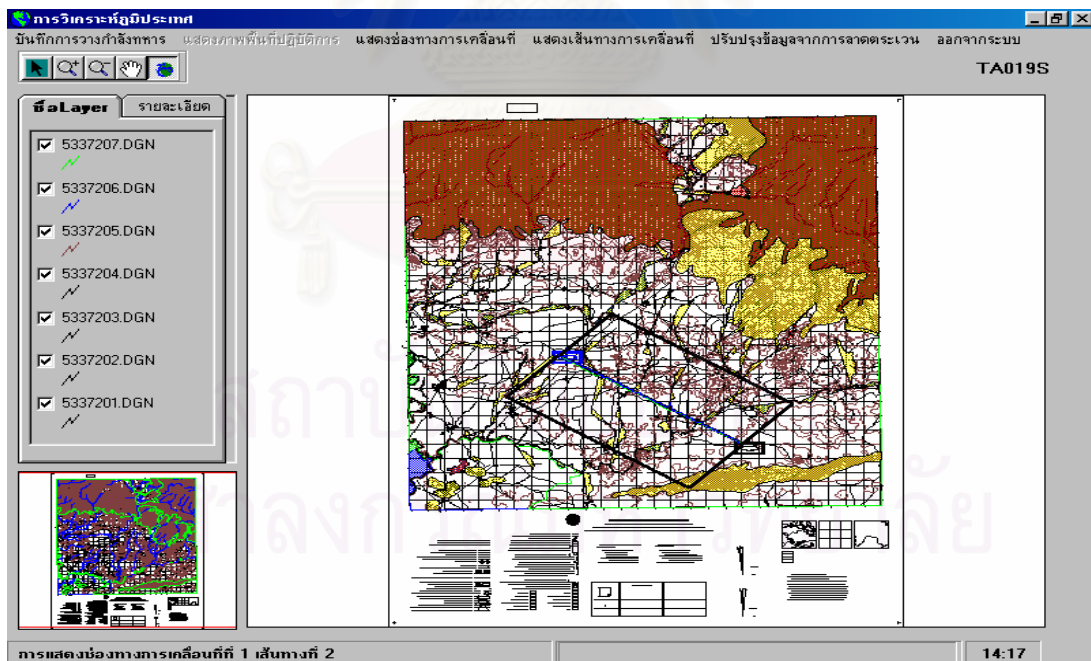 การวิเคราะห์ภูมิประเทศ
บันทึกการวางกำลังทหาร แสดงภาพพื้นที่ปฏิบัติการ แสดงช่องทางการเคลื่อนที่ แสดงเส้นทางการเคลื่อนที่ ปรับปรุงข้อมูลจากการลาดตระเวน ออกจากระบบ
TA019S
ชื่อLayer รายละเอียด
5337207.DGN
5337206.DGN
5337205.DGN
5337204.DGN
5337203.DGN
5337202.DGN
5337201.DGN
การแสดงช่องทางการเคลื่อนที่ที่ 1 เส้นทางที่ 2
14:17